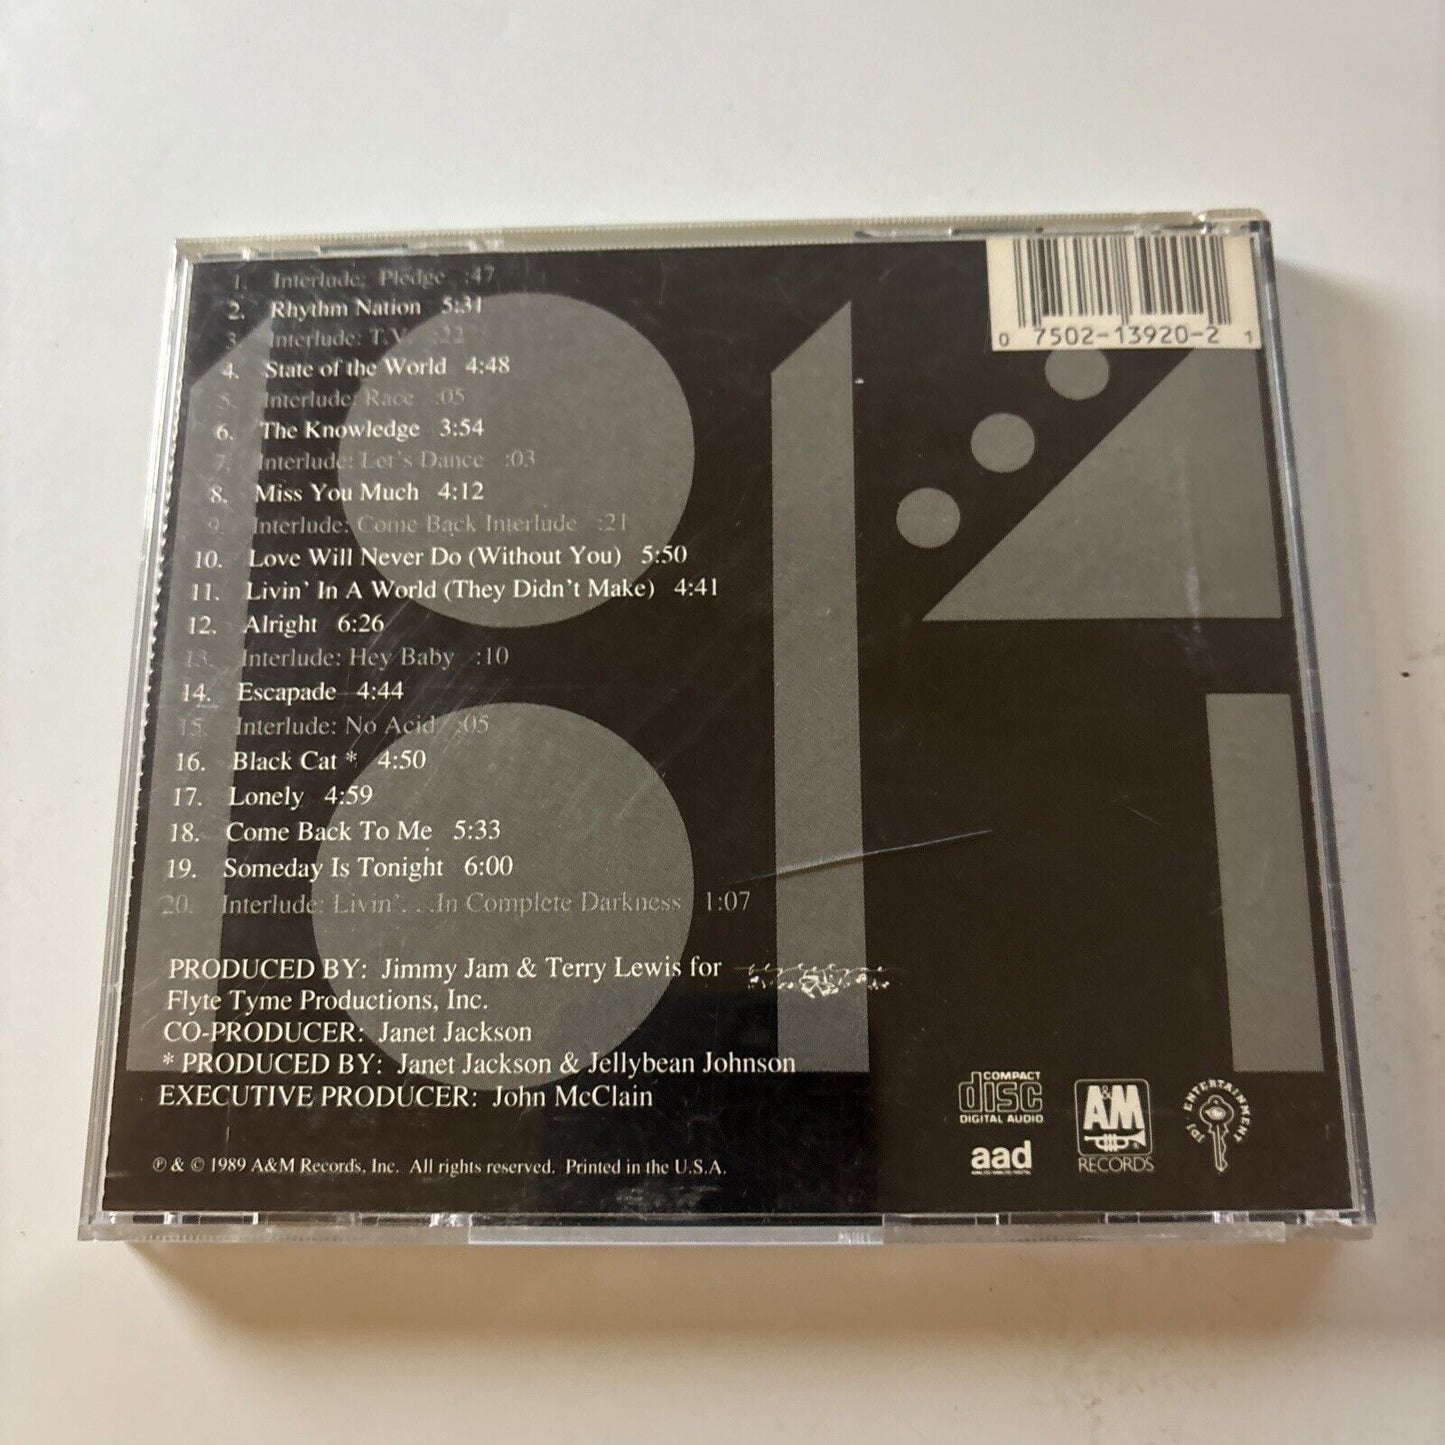 1. Interlude: Pledge :47
2. Rhythm Nation 5:31
3. Interlude: T.V. :22
4. State of the World 4:48
5. Interlude: Race :05
6. The Knowledge 3:54
7. Interlude: Let's Dance :03
8. Miss You Much 4:12
9. Interlude: Come Back Interlude :21
10. Love Will Never Do (Without You) 5:50
11. Livin' In A World (They Didn't Make) 4:41
12. Alright 6:26
13. Interlude: Hey Baby :10
14. Escapade 4:44
15. Interlude: No Acid :05
16. Black Cat * 4:50
17. Lonely 4:59
18. Come Back To Me 5:33
19. Someday Is Tonight 6:00
20. Interlude: Livin'. . .In Complete Darkness 1:07
PRODUCED BY: Jimmy Jam & Terry Lewis for
Flyte Tyme Productions, Inc.
CO-PRODUCER: Janet Jackson
* PRODUCED BY: Janet Jackson & Jellybean Johnson
EXECUTIVE PRODUCER: John McClain
℗ & © 1989 A&M Records, Inc. All rights reserved. Printed in the U.S.A.
0 7502-13920-2 1
1814
COMPACT
disc
DIGITAL AUDIO
aad
A&M
RECORDS
JDJ ENTERTAINMENT